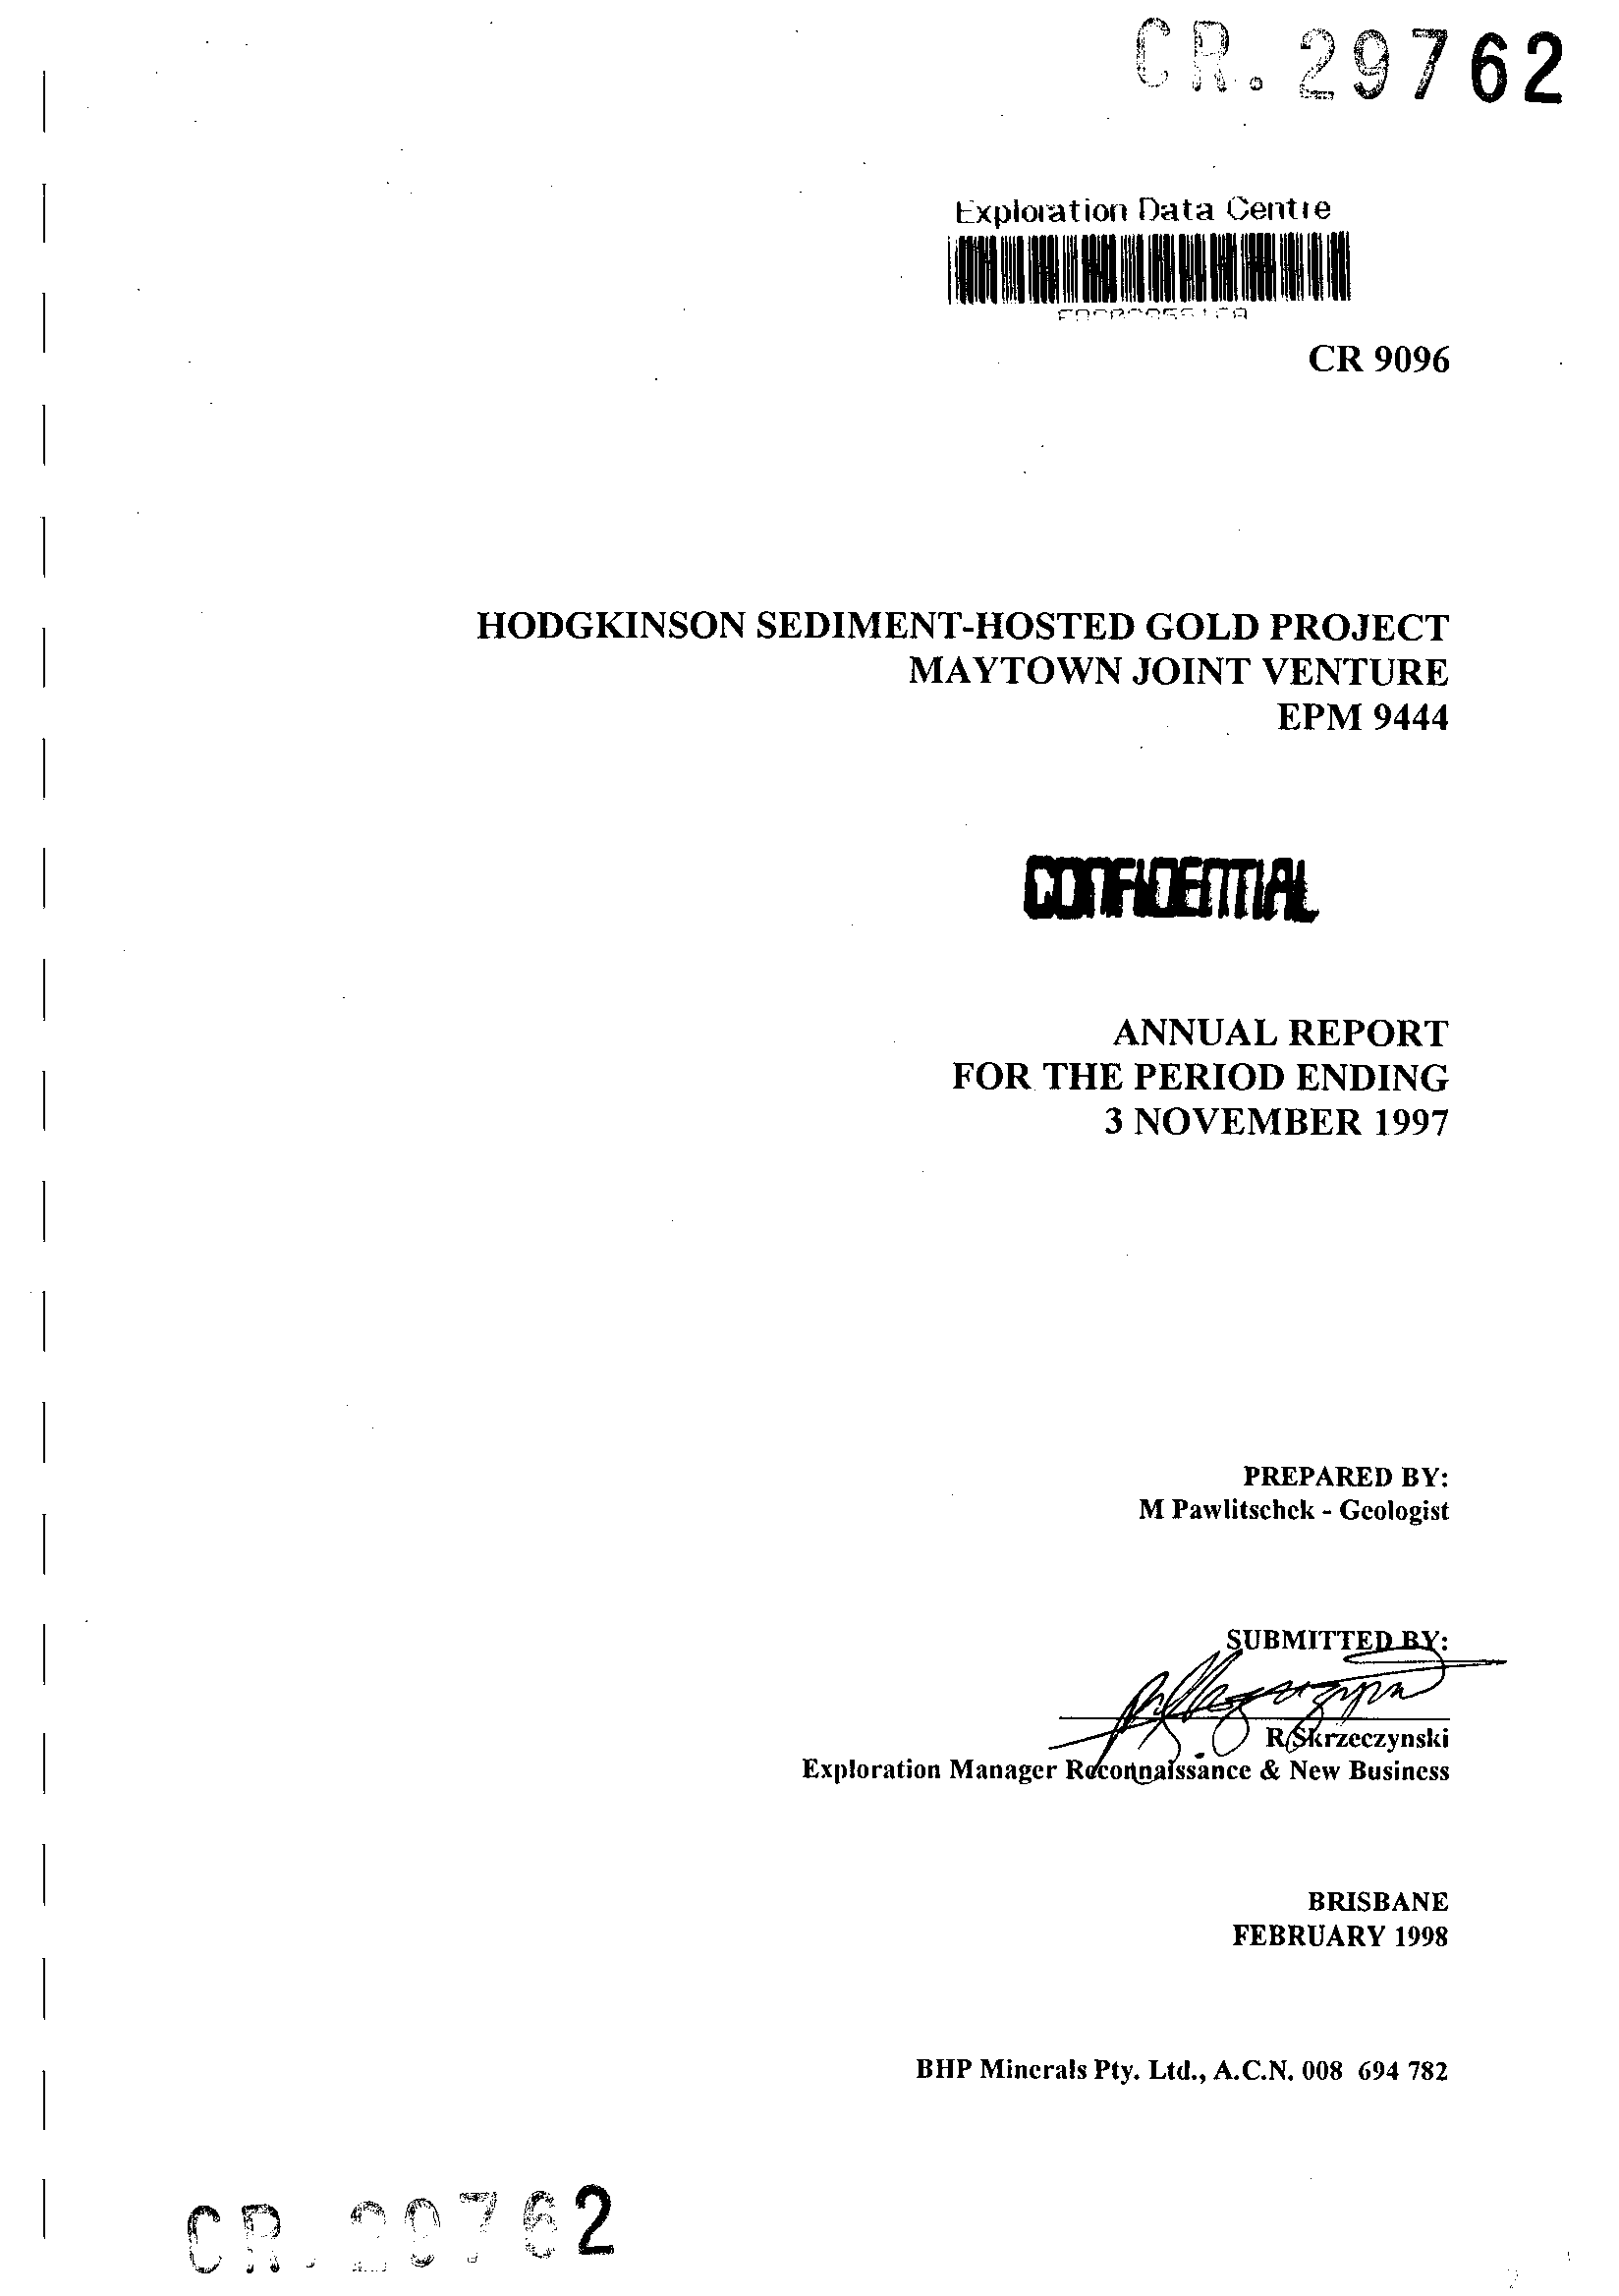 CR. 29762
Exploration Data Centre
CR 9096
HODGKINSON SEDIMENT-HOSTED GOLD PROJECT
MAYTOWN JOINT VENTURE
EPM 9444
CONFIDENTIAL
ANNUAL REPORT
FOR THE PERIOD ENDING
3 NOVEMBER 1997
PREPARED BY:
M Pawlitschek - Geologist
SUBMITTED BY:
R Skrzeczynski
Exploration Manager Reconnaissance & New Business
BRISBANE
FEBRUARY 1998
BHP Minerals Pty. Ltd., A.C.N. 008 694 782
CR. 29762